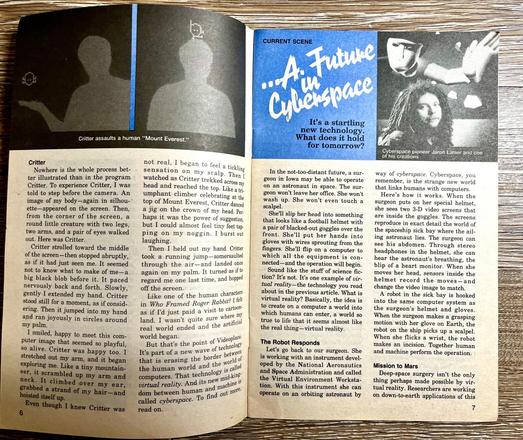 Critter assaults a human "Mount Everest."
Critter
Nowhere is the whole process bet-
ter illustrated than in the program
Critter. To experience Critter, I was
told to step before the camera. An
image of my body—again in silhou-
ette—appeared on the screen. Then,
from the corner of the screen, a
round little creature with two legs,
two arms, and a pair of eyes walked
out. Here was Critter.
Critter strolled toward the middle
of the screen—then stopped abruptly,
as if it had just seen me. It seemed
not to know what to make of me—a
big black blob before it. It paced
nervously back and forth. Slowly,
gently I extended my hand. Critter
stood still for a moment, as if consid-
ering. Then it jumped into my hand
and ran joyously in circles around
my palm.
I smiled, happy to meet this com-
puter image that seemed so playful,
so alive. Critter was happy too. I
stretched out my arm, and it began
exploring me. Like a tiny mountain-
eer, it scrambled up my arm and
neck. It climbed over my ear,
grabbed a strand of my hair—and
hoisted itself up.
Even though I knew Critter was
6
not real, I began to feel a tickling
sensation on my scalp. Then I
watched as Critter trekked across my
head and reached the top. Like a tri-
umphant climber celebrating at the
top of Mount Everest, Critter danced
a jig on the crown of my head. Per-
haps it was the power of suggestion,
but I could almost feel tiny feet tap-
ping on my noggin. I burst out
laughing.
Then I held out my hand. Critter
took a running jump—somersaulted
through the air—and landed once
again on my palm. It turned as if to
regard me one last time, and hopped
off the screen.
Like one of the human characters
in Who Framed Roger Rabbit? I felt
as if I'd just paid a visit to cartoon
land. I wasn't quite sure where my
real world ended and the artificial
world began.
But that's the point of Videoplace.
It's part of a new wave of technology
that is erasing the border between
the human world and the world of
computers. That technology is called
virtual reality. And its new mid-king-
dom between human and machine is
called cyberspace. To find out more,
read on.
CURRENT SCENE
...A Future
in
Cyberspace
It's a startling
new technology.
What does it hold
for tomorrow?
Cyberspace pioneer Jaron Lanier and one
of his creations
In the not-too-distant future, a sur-
geon in Iowa may be able to operate
on an astronaut in space. The sur-
geon won't leave her office. She won't
wash up. She won't even touch a
scalpel.
She'll slip her head into something
that looks like a football helmet with
a pair of blacked-out goggles over the
front. She'll put her hands into
gloves with wires sprouting from the
fingers. She'll flip on a computer to
which all the equipment is con-
nected—and the operation will begin.
Sound like the stuff of science fic-
tion? It's not. It's one example of vir-
tual reality—the technology you read
about in the previous article. What is
virtual reality? Basically, the idea is
to create on a computer a world into
which humans can enter, a world so
true to life that it seems almost like
the real thing—virtual reality.
The Robot Responds
Let's go back to our surgeon. She
is working with an instrument devel-
oped by the National Aeronautics
and Space Administration and called
the Virtual Environment Worksta-
tion. With this instrument she can
operate on an orbiting astronaut by
way of cyberspace. Cyberspace, you
remember, is the strange new world
that links humans with computers.
Here's how it works. When the
surgeon puts on her special helmet,
she sees two 3-D video screens that
are inside the goggles. The screens
reproduce in exact detail the world of
the spaceship sick bay where the ail-
ing astronaut lies. The surgeon can
see his abdomen. Through stereo
headphones in the helmet, she can
hear the astronaut's breathing, the
blip of a heart monitor. When she
moves her head, sensors inside the
helmet record the move—and
change the video image to match.
A robot in the sick bay is hooked
into the same computer system as
the surgeon's helmet and gloves.
When the surgeon makes a grasping
motion with her glove on Earth, the
robot on the ship picks up a scalpel.
When she flicks a wrist, the robot
makes an incision. Together human
and machine perform the operation.
Mission to Mars
Deep-space surgery isn't the only
thing perhaps made possible by vir-
tual reality. Researchers are working
on down-to-earth applications of this
7